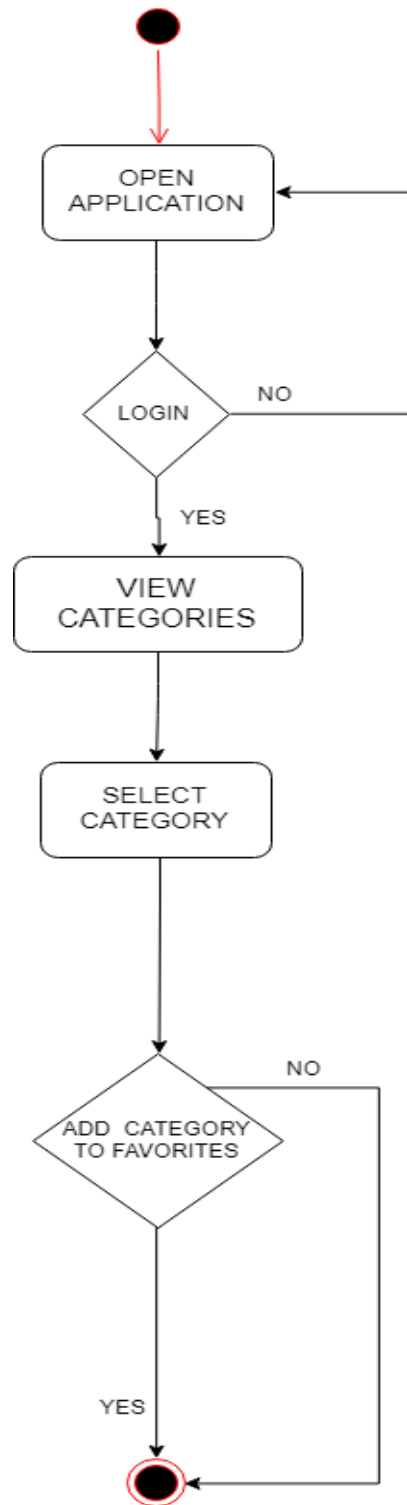 OPEN
APPLICATION
LOGIN
NO
YES
VIEW
CATEGORIES
SELECT
CATEGORY
NO
ADD CATEGORY
TO FAVORITES
YES